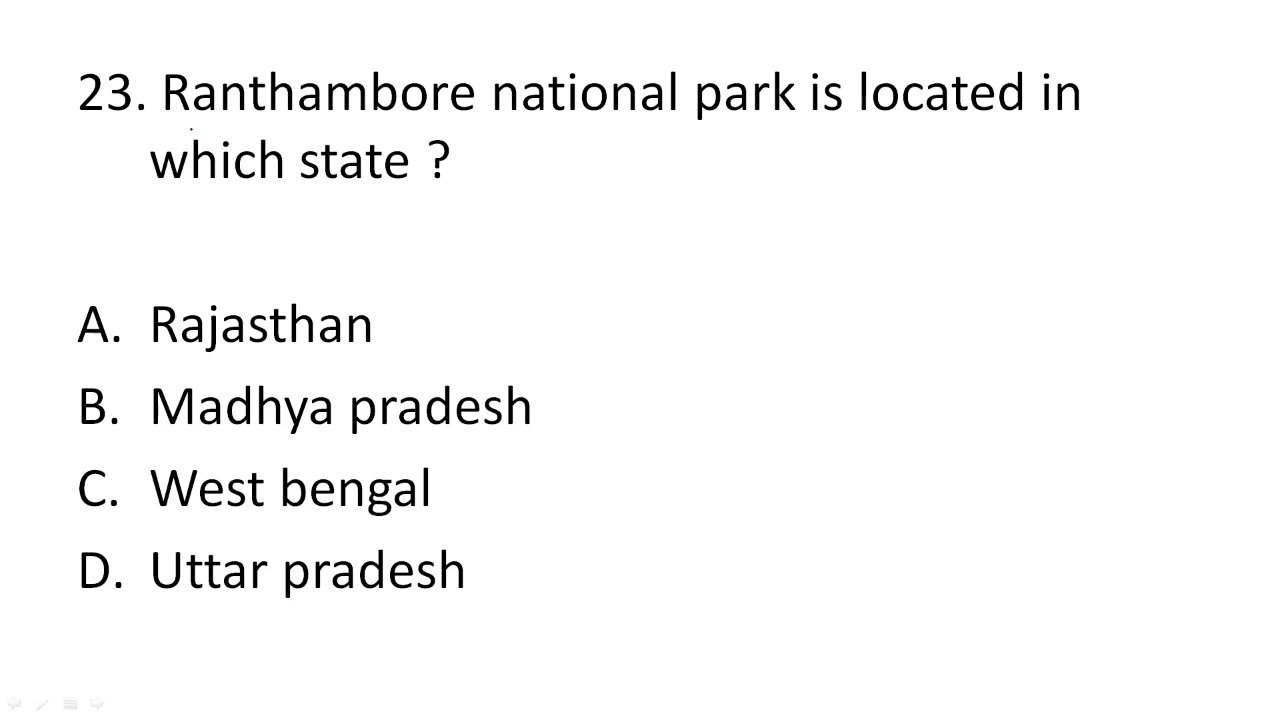 23. Ranthambore national park is located in
which state ?
A. Rajasthan
B. Madhya pradesh
C. West bengal
D. Uttar pradesh